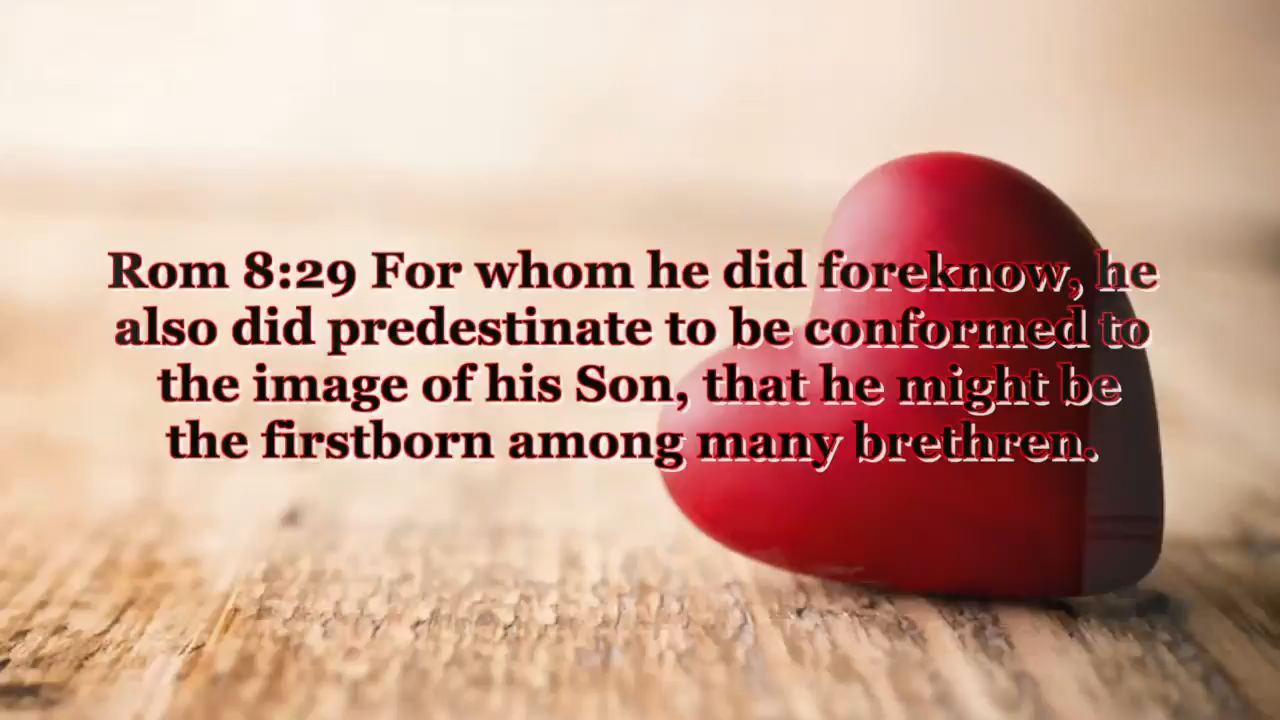 Rom 8:29 For whom he did foreknow, he
also did predestinate to be conformed to
the image of his Son, that he might be
the firstborn among many brethren.